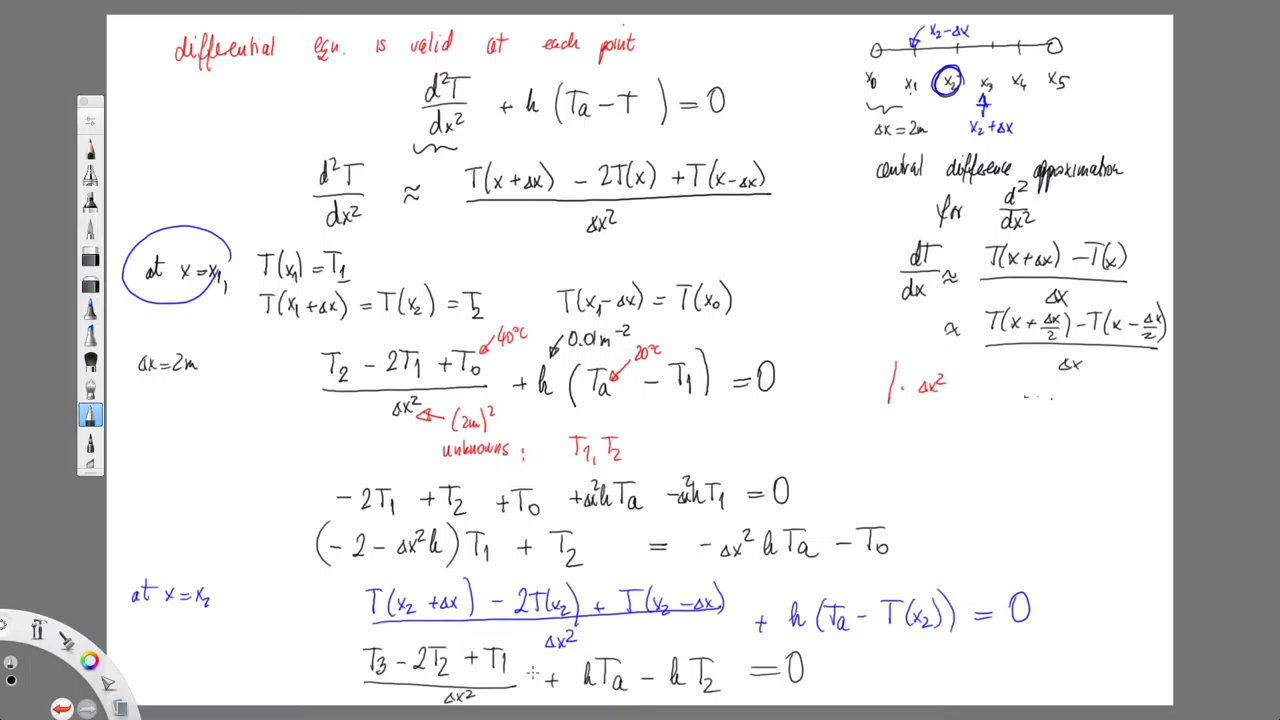 differential eqn. is valid at each point
d²T/dx² + h (Ta − T) = 0
d²T/dx² ≈ (T(x + Δx) − 2T(x) + T(x − Δx))/Δx²
at x = x₁, T(x₁) = T₁
T(x₁ + Δx) = T(x₂) = T₂ T(x₁ − Δx) = T(x₀)
40°C 0.01m⁻² 20°C
Δx = 2m (T₂ − 2T₁ + T₀)/Δx² + h (Ta − T₁) = 0
(2m)²
unknowns : T₁, T₂
− 2T₁ + T₂ + T₀ + Δx²hTa − Δx²hT₁ = 0
(− 2 − Δx²h) T₁ + T₂ = − Δx² h Ta − T₀
at x = x₂ (T(x₂ + Δx) − 2T(x₂) + T(x₂ − Δx))/Δx² + h (Ta − T(x₂)) = 0
(T₃ − 2T₂ + T₁)/Δx² + hTa − hT₂ = 0
x₂ − Δx
x₀ x₁ x₂ x₃ x₄ x₅
Δx = 2m x₂ + Δx
central difference approximation
for d²/dx²
dT/dx ≈ (T(x + Δx) − T(x))/Δx
≈ (T(x + Δx/2) − T(x − Δx/2))/Δx
/· Δx² ...